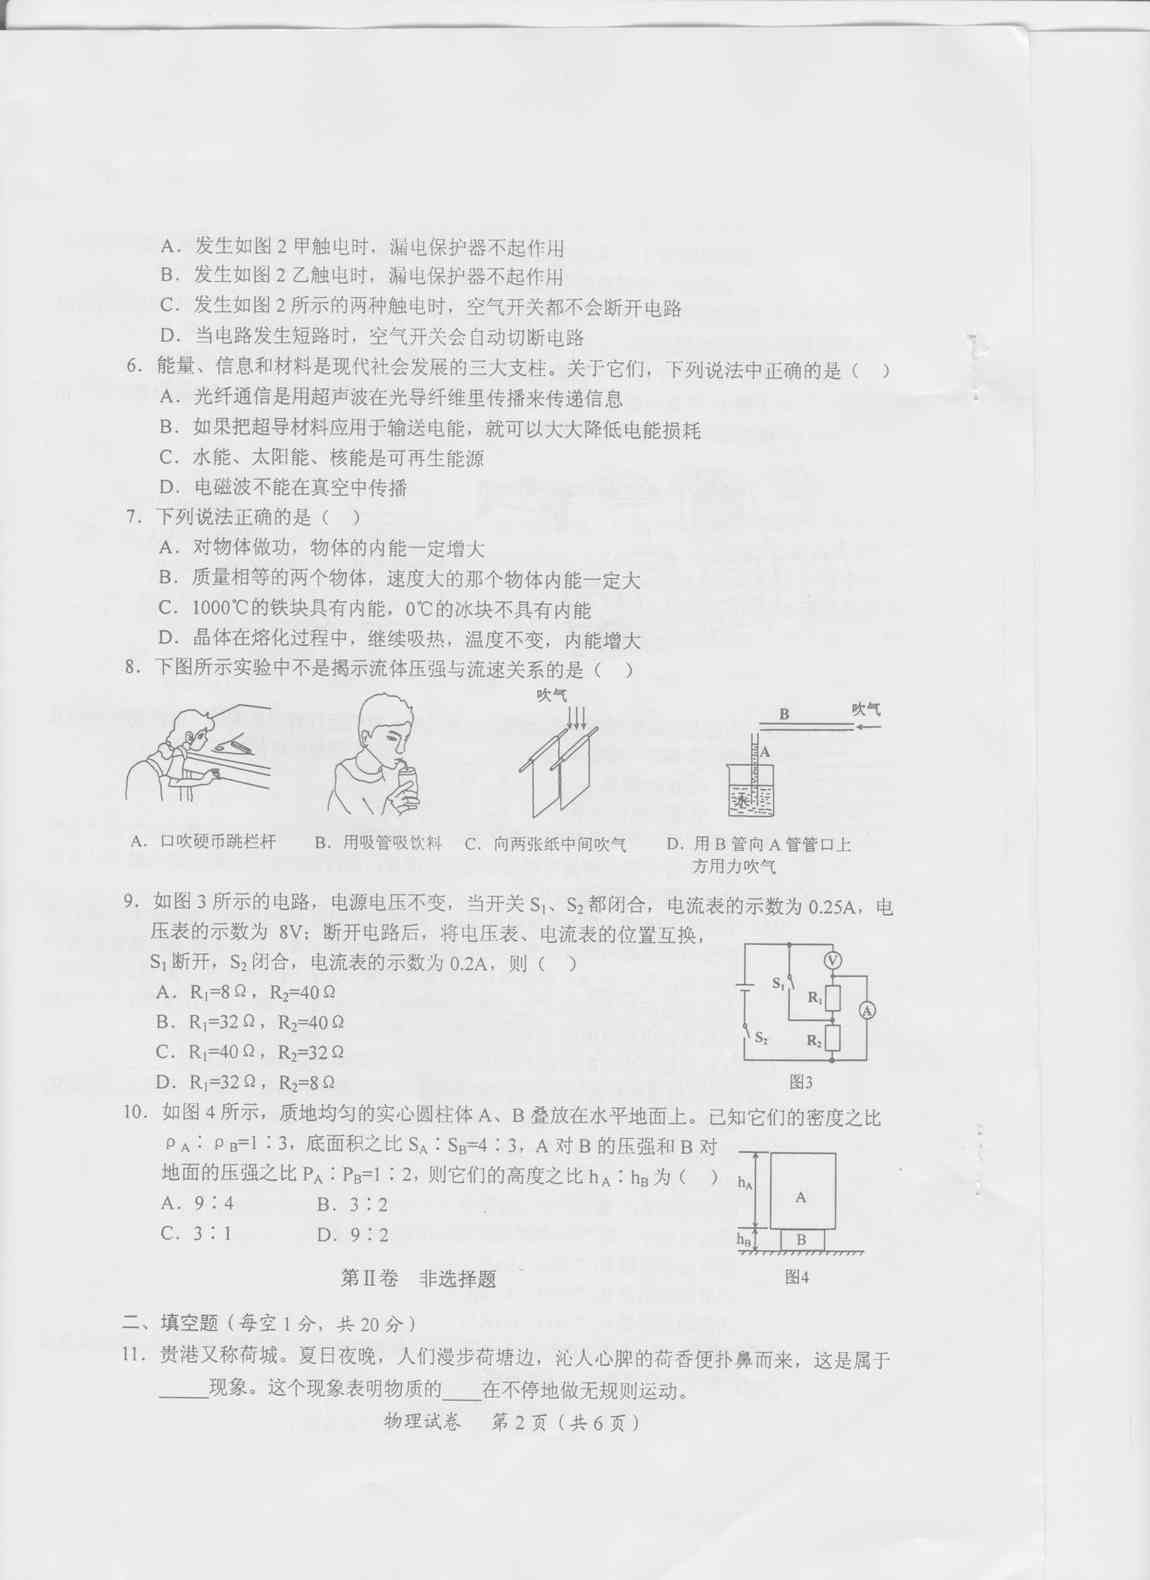 A．发生如图 2 甲触电时，漏电保护器不起作用
B．发生如图 2 乙触电时，漏电保护器不起作用
C．发生如图 2 所示的两种触电时，空气开关都不会断开电路
D．当电路发生短路时，空气开关会自动切断电路
6．能量、信息和材料是现代社会发展的三大支柱。关于它们，下列说法中正确的是（　）
A．光纤通信是用超声波在光导纤维里传播来传递信息
B．如果把超导材料应用于输送电能，就可以大大降低电能损耗
C．水能、太阳能、核能是可再生能源
D．电磁波不能在真空中传播
7．下列说法正确的是（　）
A．对物体做功，物体的内能一定增大
B．质量相等的两个物体，速度大的那个物体内能一定大
C．1000℃的铁块具有内能，0℃的冰块不具有内能
D．晶体在熔化过程中，继续吸热，温度不变，内能增大
8．下图所示实验中不是揭示流体压强与流速关系的是（　）
吹气
B 吹气
A
水
A．口吹硬币跳栏杆 B．用吸管吸饮料 C．向两张纸中间吹气 D．用 B 管向 A 管管口上
方用力吹气
9．如图 3 所示的电路，电源电压不变，当开关 S₁、S₂ 都闭合，电流表的示数为 0.25A，电
压表的示数为 8V；断开电路后，将电压表、电流表的位置互换，
S₁ 断开，S₂ 闭合，电流表的示数为 0.2A，则（　）
A．R₁=8Ω，R₂=40Ω
B．R₁=32Ω，R₂=40Ω
C．R₁=40Ω，R₂=32Ω
D．R₁=32Ω，R₂=8Ω
V
S₁ R₁ A
S₂ R₂
图3
10．如图 4 所示，质地均匀的实心圆柱体 A、B 叠放在水平地面上。已知它们的密度之比
ρA∶ρB=1∶3，底面积之比 SA∶SB=4∶3，A 对 B 的压强和 B 对
地面的压强之比 PA∶PB=1∶2，则它们的高度之比 hA∶hB 为（　）
A．9∶4 B．3∶2
C．3∶1 D．9∶2
hA A
hB B
图4
第Ⅱ卷 非选择题
二、填空题（每空 1 分，共 20 分）
11．贵港又称荷城。夏日夜晚，人们漫步荷塘边，沁人心脾的荷香便扑鼻而来，这是属于
_____现象。这个现象表明物质的____在不停地做无规则运动。
物理试卷 第 2 页（共 6 页）